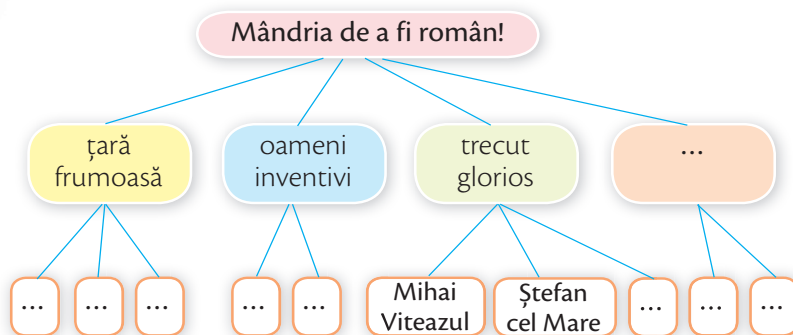 Mândria de a fi român!
țară
frumoasă
oameni
inventivi
trecut
glorios
...
...
...
...
...
...
Mihai
Viteazul
Ștefan
cel Mare
...
...
...